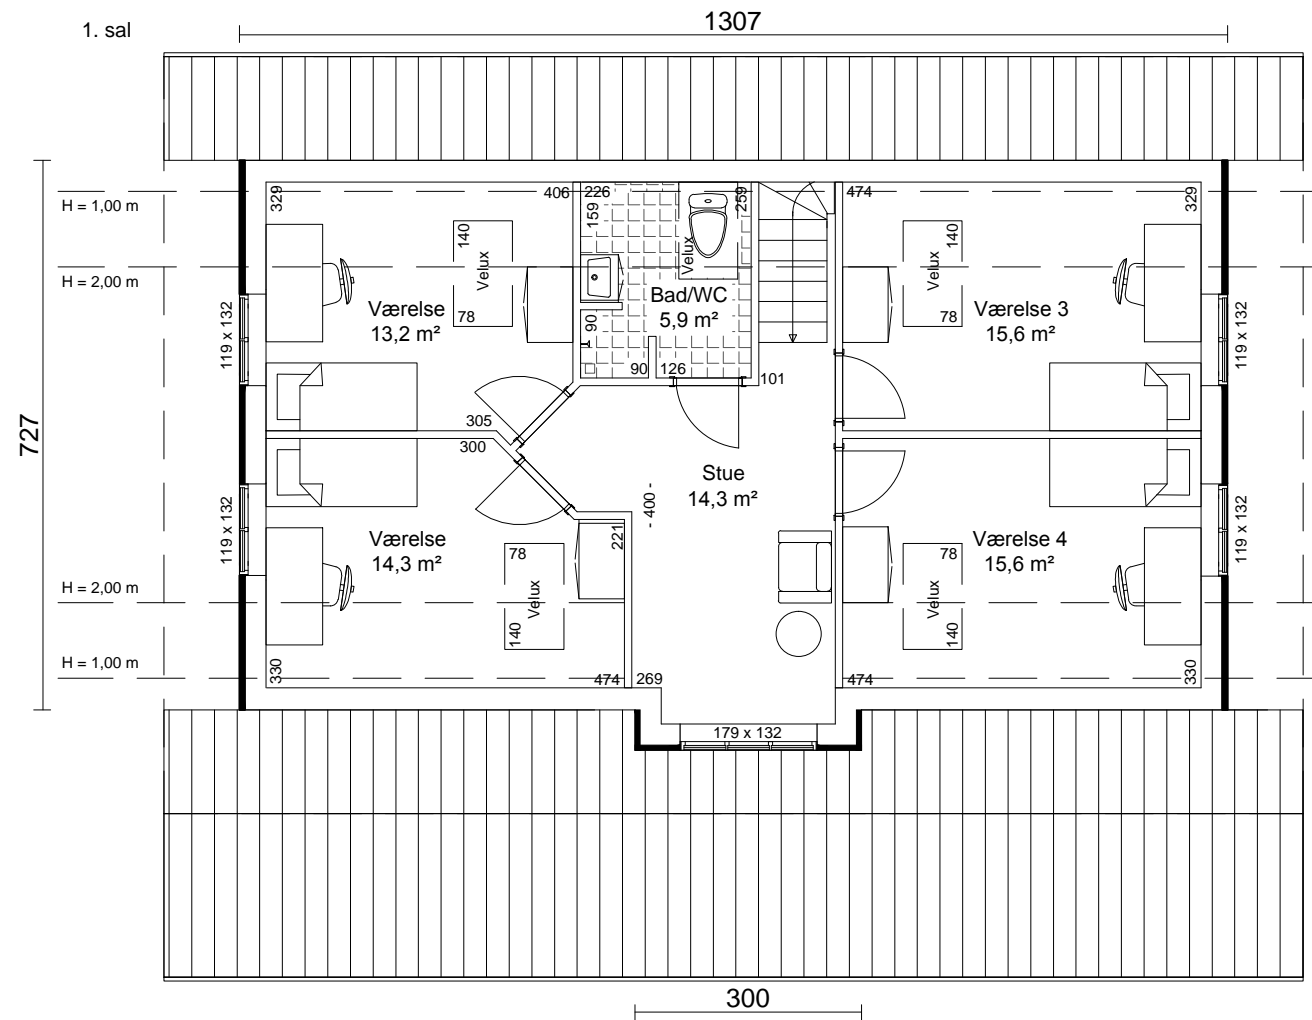 1. sal
1307
H = 1,00 m
329
406
226
159
259
474
329
H = 2,00 m
140
Velux
78
Velux
140
Velux
78
Værelse
13,2 m²
Bad/WC
5,9 m²
Værelse 3
15,6 m²
119 x 132
119 x 132
90
90
126
101
727
305
300
Stue
14,3 m²
- 400 -
119 x 132
119 x 132
Værelse
14,3 m²
221
78
Velux
140
Værelse 4
15,6 m²
78
Velux
140
H = 2,00 m
H = 1,00 m
330
474
269
474
330
179 x 132
300